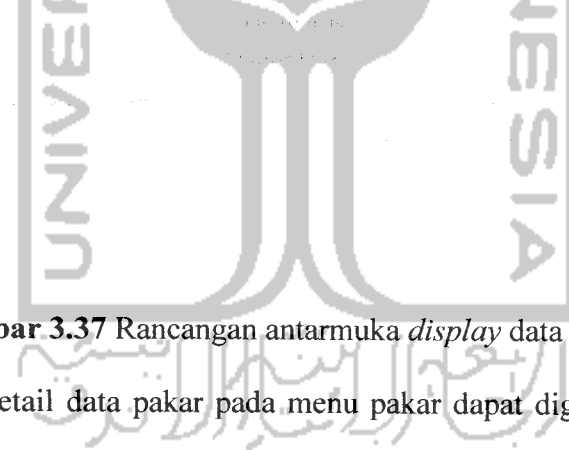 UNIVER
NESIA
bar 3.37 Rancangan antarmuka display data
etail data pakar pada menu pakar dapat dig